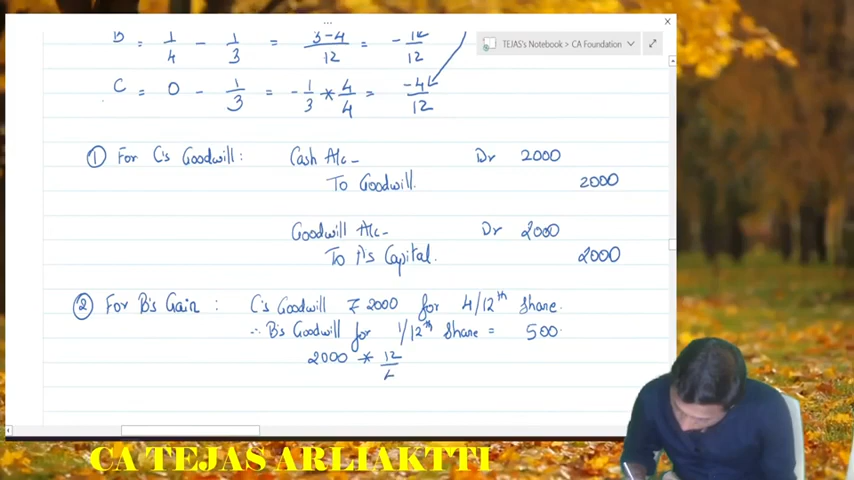 TEJAS's Notebook > CA Foundation
B = 1/4 - 1/3 = 3-4/12 = -/12
C = 0 - 1/3 = -1/3 * 4/4 = -4/12
① For C's Goodwill: Cash A/c- Dr 2000
To Goodwill. 2000
Goodwill A/c- Dr 2000
To A's Capital. 2000
② For B's Gain: C's Goodwill ₹ 2000 for 4/12th share.
∴ B's Goodwill for 1/12th share = 500.
2000 * 12/
CA TEJAS ARLIAKTTI